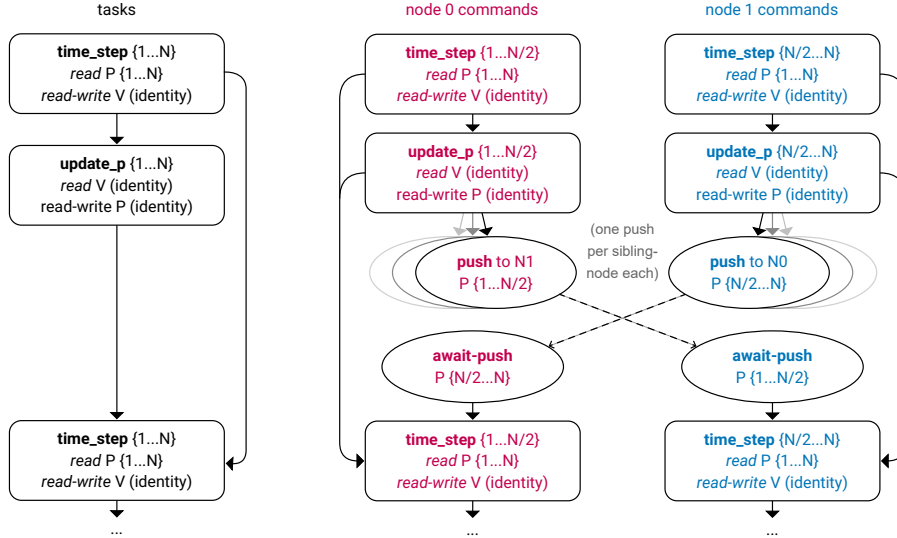 tasks
time_step {1...N}
read P {1...N}
read-write V (identity)
update_p {1...N}
read V (identity)
read-write P (identity)
time_step {1...N}
read P {1...N}
read-write V (identity)
...
node 0 commands
time_step {1...N/2}
read P {1...N}
read-write V (identity)
update_p {1...N/2}
read V (identity)
read-write P (identity)
push to N1
P {1...N/2}
(one push
per sibling-
node each)
await-push
P {N/2...N}
time_step {1...N/2}
read P {1...N}
read-write V (identity)
...
node 1 commands
time_step {N/2...N}
read P {1...N}
read-write V (identity)
update_p {N/2...N}
read V (identity)
read-write P (identity)
push to N0
P {N/2...N}
await-push
P {1...N/2}
time_step {N/2...N}
read P {1...N}
read-write V (identity)
...